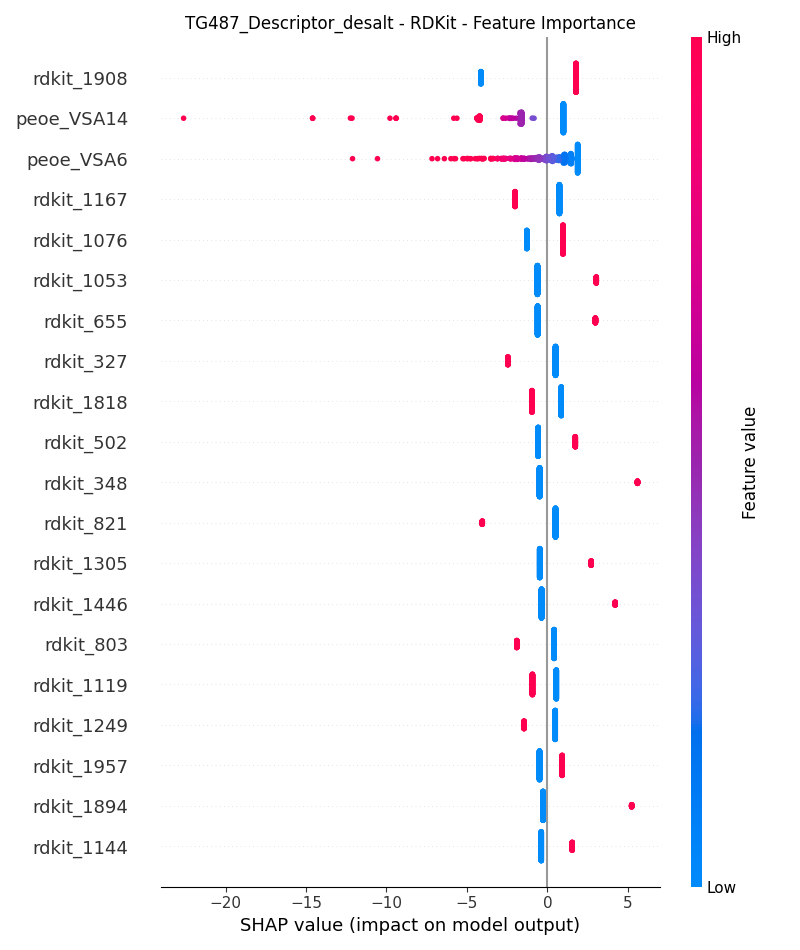 TG487_Descriptor_desalt - RDKit - Feature Importance
High
rdkit_1908
peoe_VSA14
peoe_VSA6
rdkit_1167
rdkit_1076
rdkit_1053
rdkit_655
rdkit_327
rdkit_1818
rdkit_502
rdkit_348
rdkit_821
rdkit_1305
rdkit_1446
rdkit_803
rdkit_1119
rdkit_1249
rdkit_1957
rdkit_1894
rdkit_1144
Feature value
Low
−20 −15 −10 −5 0 5
SHAP value (impact on model output)